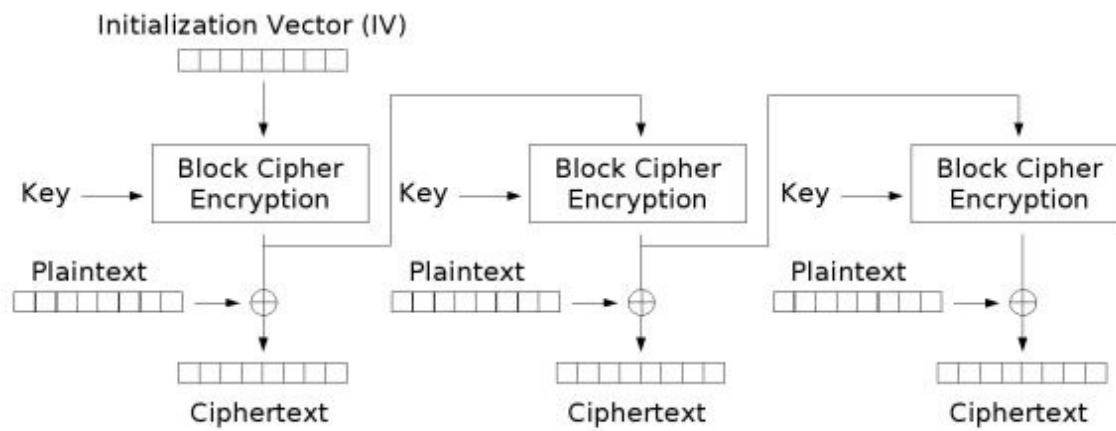 Initialization Vector (IV)
Key
Block Cipher
Encryption
Key
Block Cipher
Encryption
Key
Block Cipher
Encryption
Plaintext
Plaintext
Plaintext
Ciphertext
Ciphertext
Ciphertext